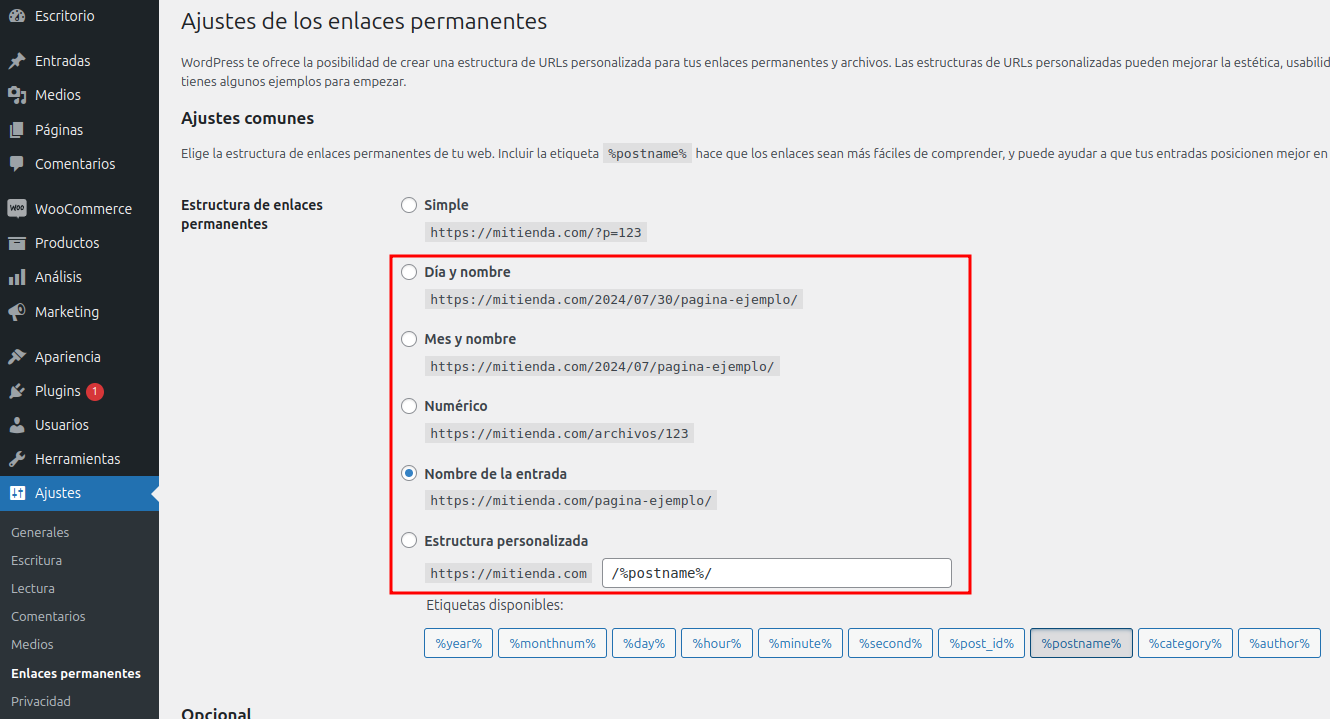 Escritorio
Entradas
Medios
Páginas
Comentarios
WOO WooCommerce
Productos
Análisis
Marketing
Apariencia
Plugins 1
Usuarios
Herramientas
Ajustes
Generales
Escritura
Lectura
Comentarios
Medios
Enlaces permanentes
Privacidad
Ajustes de los enlaces permanentes
WordPress te ofrece la posibilidad de crear una estructura de URLs personalizada para tus enlaces permanentes y archivos. Las estructuras de URLs personalizadas pueden mejorar la estética, usabilid
tienes algunos ejemplos para empezar.
Ajustes comunes
Elige la estructura de enlaces permanentes de tu web. Incluir la etiqueta %postname% hace que los enlaces sean más fáciles de comprender, y puede ayudar a que tus entradas posicionen mejor en
Estructura de enlaces
permanentes
Simple
https://mitienda.com/?p=123
Día y nombre
https://mitienda.com/2024/07/30/pagina-ejemplo/
Mes y nombre
https://mitienda.com/2024/07/pagina-ejemplo/
Numérico
https://mitienda.com/archivos/123
Nombre de la entrada
https://mitienda.com/pagina-ejemplo/
Estructura personalizada
https://mitienda.com /%postname%/
Etiquetas disponibles:
%year% %monthnum% %day% %hour% %minute% %second% %post_id% %postname% %category% %author%
Opcional